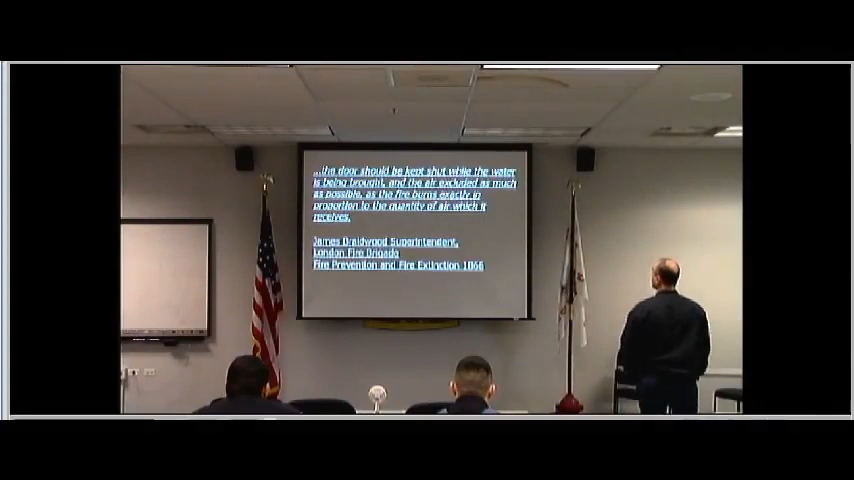 ...the door should be kept shut while the water
is being brought, and the air excluded as much
as possible, as the fire burns exactly in
proportion to the quantity of air which it
receives.
James Braidwood Superintendent,
London Fire Brigade
Fire Prevention and Fire Extinction 1866